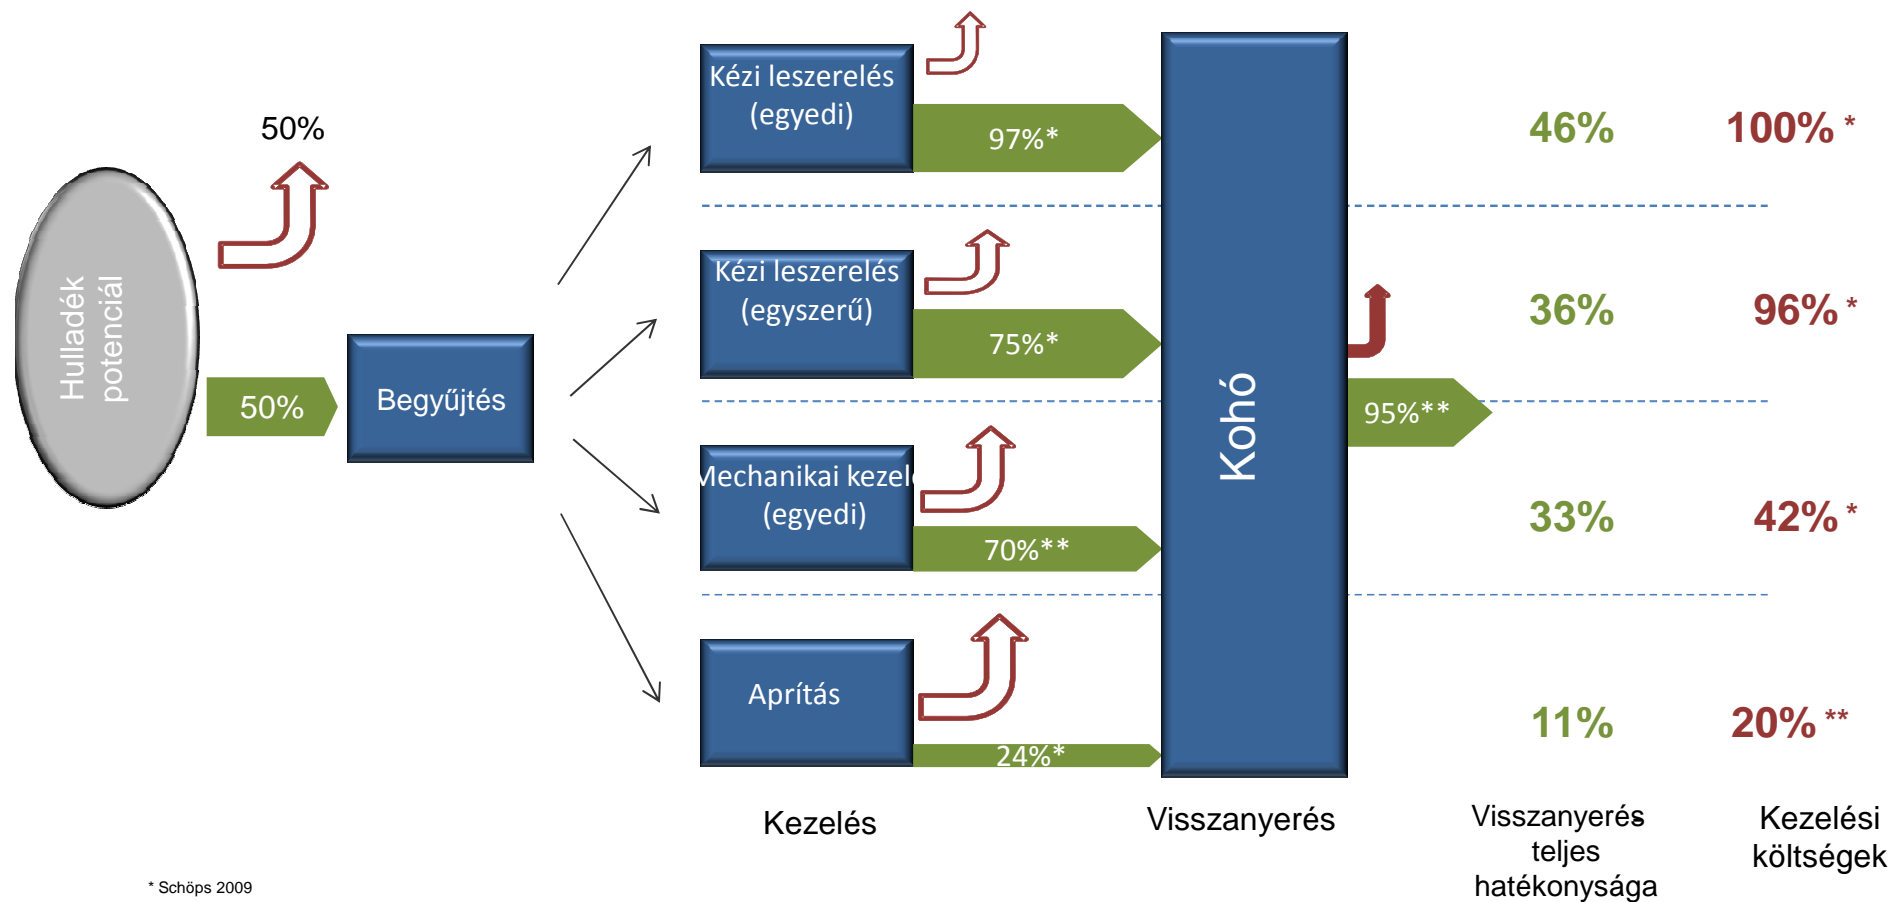 50%
Hulladék
potenciál
50%
Begyűjtés
Kézi leszerelés
(egyedi)
97%*
46%
100% *
Kézi leszerelés
(egyszerű)
75%*
36%
96% *
Kohó
95%**
Mechanikai kezel
(egyedi)
70%**
33%
42% *
Aprítás
24%*
11%
20% **
Kezelés
Visszanyerés
Visszanyerés
teljes
hatékonysága
Kezelési
költségek
* Schöps 2009